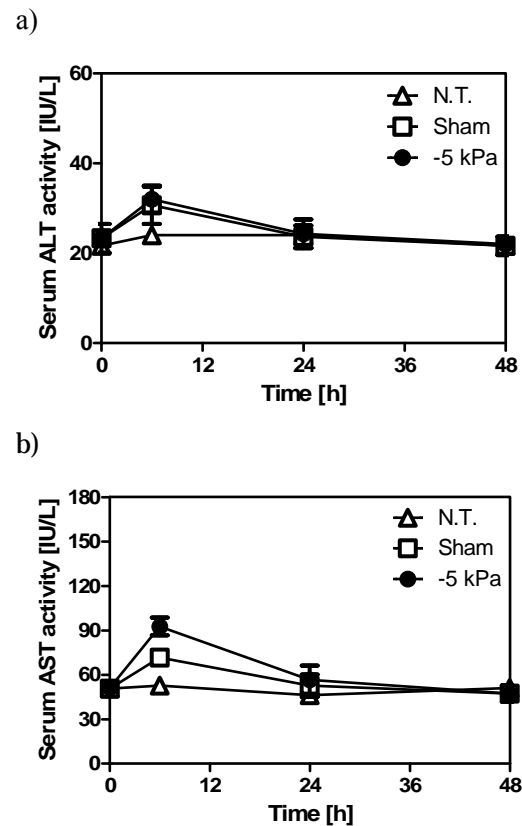 a)
Serum ALT activity [IU/L]
60
40
20
0
N.T.
Sham
-5 kPa
0 12 24 36 48
Time [h]
b)
Serum AST activity [IU/L]
180
150
120
90
60
30
0
N.T.
Sham
-5 kPa
0 12 24 36 48
Time [h]